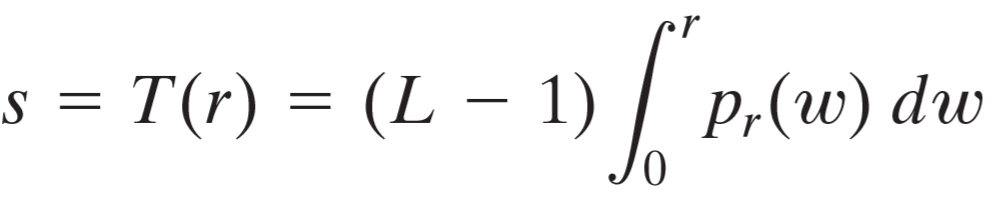 s = T(r) = (L − 1) ∫₀ʳ pᵣ(w) dw